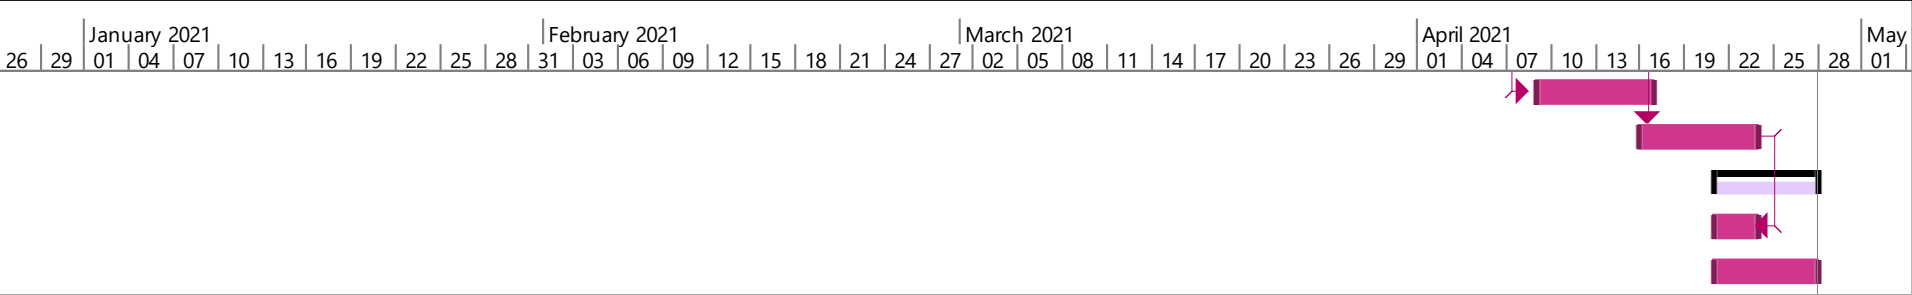 January 2021 February 2021 March 2021 April 2021 May
26 29 01 04 07 10 13 16 19 22 25 28 31 03 06 09 12 15 18 21 24 27 02 05 08 11 14 17 20 23 26 29 01 04 07 10 13 16 19 22 25 28 01